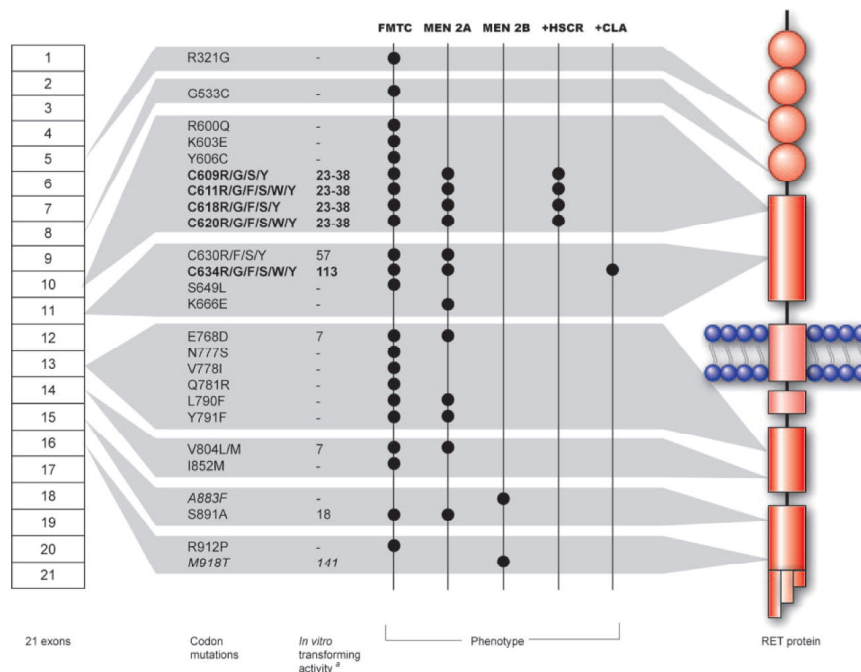 FMTC MEN 2A MEN 2B +HSCR +CLA
1
2
3
4
5
6
7
8
9
10
11
12
13
14
15
16
17
18
19
20
21
R321G -
G533C -
R600Q -
K603E -
Y606C -
C609R/G/S/Y 23-38
C611R/G/F/S/W/Y 23-38
C618R/G/F/S/Y 23-38
C620R/G/F/S/W/Y 23-38
C630R/F/S/Y 57
C634R/G/F/S/W/Y 113
S649L -
K666E -
E768D 7
N777S -
V778I -
Q781R -
L790F -
Y791F -
V804L/M 7
I852M -
A883F -
S891A 18
R912P -
M918T 141
21 exons
Codon
mutations
In vitro
transforming
activity a
Phenotype
RET protein